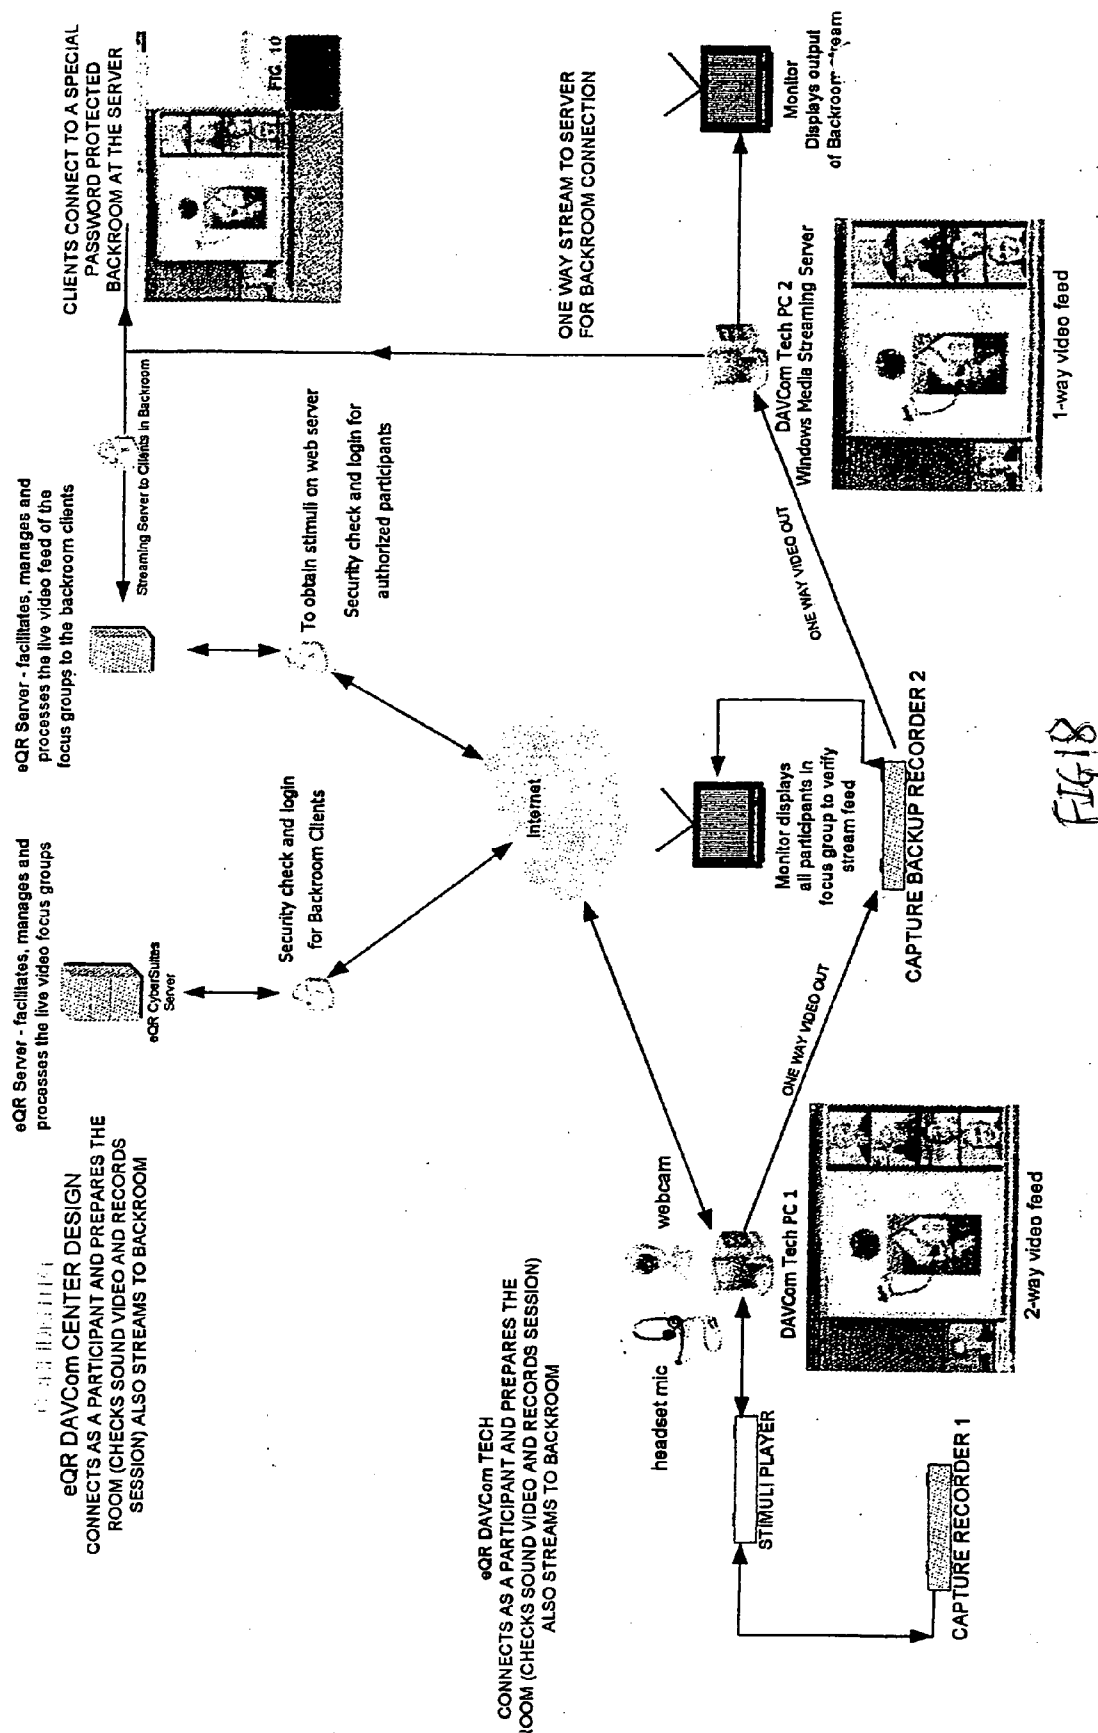 eQR DAVCom CENTER DESIGN
CONNECTS AS A PARTICIPANT AND PREPARES THE
ROOM (CHECKS SOUND VIDEO AND RECORDS
SESSION) ALSO STREAMS TO BACKROOM
eQR Server - facilitates, manages and
processes the live video focus groups
eQR CyberSuites
Server
eQR Server - facilitates, manages and
processes the live video feed of the
focus groups to the backroom clients
Streaming Server to Clients in Backroom
CLIENTS CONNECT TO A SPECIAL
PASSWORD PROTECTED
BACKROOM AT THE SERVER
FIG. 10
Security check and login
for Backroom Clients
To obtain stimuli on web server
Security check and login for
authorized participants
Internet
ONE WAY STREAM TO SERVER
FOR BACKROOM CONNECTION
eQR DAVCom TECH
CONNECTS AS A PARTICIPANT AND PREPARES THE
ROOM (CHECKS SOUND VIDEO AND RECORDS SESSION)
ALSO STREAMS TO BACKROOM
headset mic
webcam
STIMULI PLAYER
DAVCom Tech PC 1
2-way video feed
CAPTURE RECORDER 1
ONE WAY VIDEO OUT
Monitor displays
all participants in
focus group to verify
stream feed
CAPTURE BACKUP RECORDER 2
ONE WAY VIDEO OUT
DAVCom Tech PC 2
Windows Media Streaming Server
1-way video feed
Monitor
Displays output
of Backroom stream
FIG 18